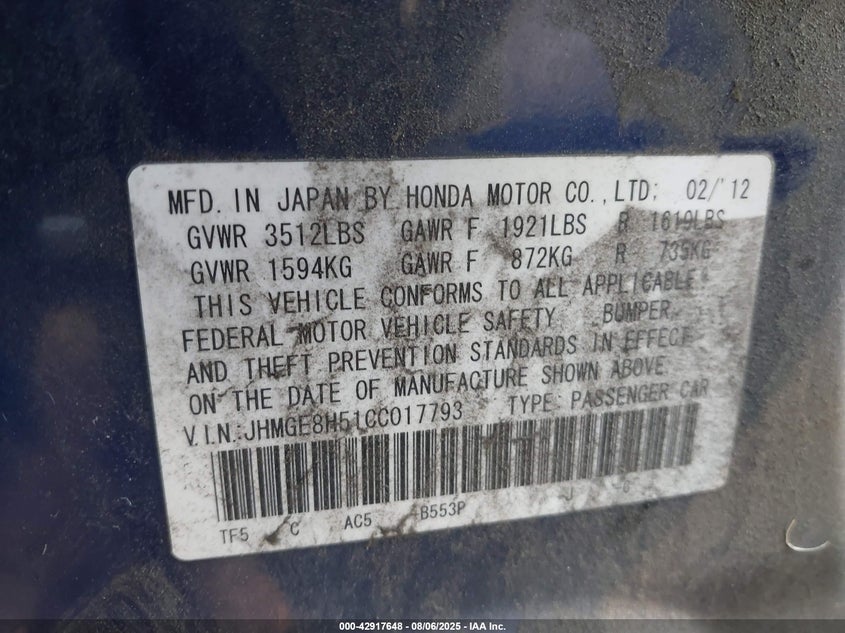 MFD. IN JAPAN BY HONDA MOTOR CO., LTD; 02/'12
GVWR 3512LBS GAWR F 1921LBS R 1619LBS
GVWR 1594KG GAWR F 872KG R 735KG
THIS VEHICLE CONFORMS TO ALL APPLICABLE
FEDERAL MOTOR VEHICLE SAFETY BUMPER
AND THEFT PREVENTION STANDARDS IN EFFECT
ON THE DATE OF MANUFACTURE SHOWN ABOVE
V.I.N: JHMGE8H51CC017793 TYPE: PASSENGER CAR
TF5 C AC5 B553P J 6
000-42917648 - 08/06/2025 - IAA Inc.